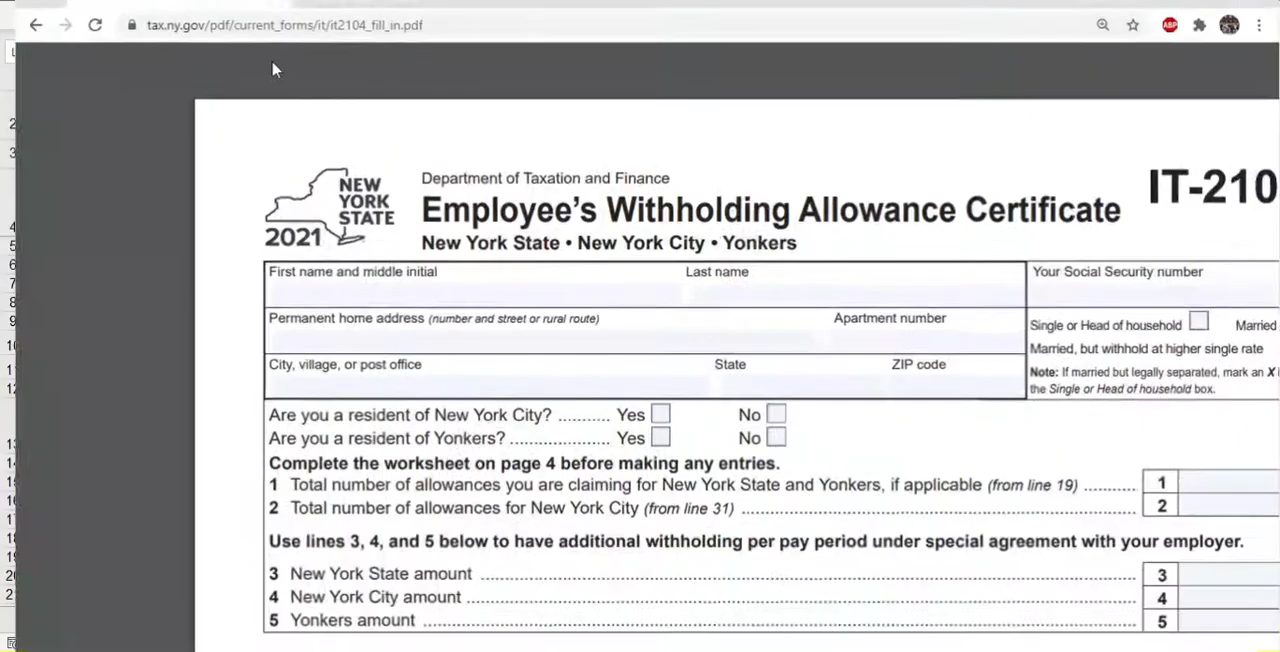 tax.ny.gov/pdf/current_forms/it/it2104_fill_in.pdf
ABP
NEW YORK STATE
2021
Department of Taxation and Finance
Employee's Withholding Allowance Certificate
New York State • New York City • Yonkers
IT-210
First name and middle initial Last name Your Social Security number
Permanent home address (number and street or rural route) Apartment number
Single or Head of household Married
Married, but withhold at higher single rate
City, village, or post office State ZIP code
Note: If married but legally separated, mark an X i
the Single or Head of household box.
Are you a resident of New York City? .......... Yes No
Are you a resident of Yonkers? .................... Yes No
Complete the worksheet on page 4 before making any entries.
1 Total number of allowances you are claiming for New York State and Yonkers, if applicable (from line 19) .......... 1
2 Total number of allowances for New York City (from line 31) .......... 2
Use lines 3, 4, and 5 below to have additional withholding per pay period under special agreement with your employer.
3 New York State amount .......... 3
4 New York City amount .......... 4
5 Yonkers amount .......... 5